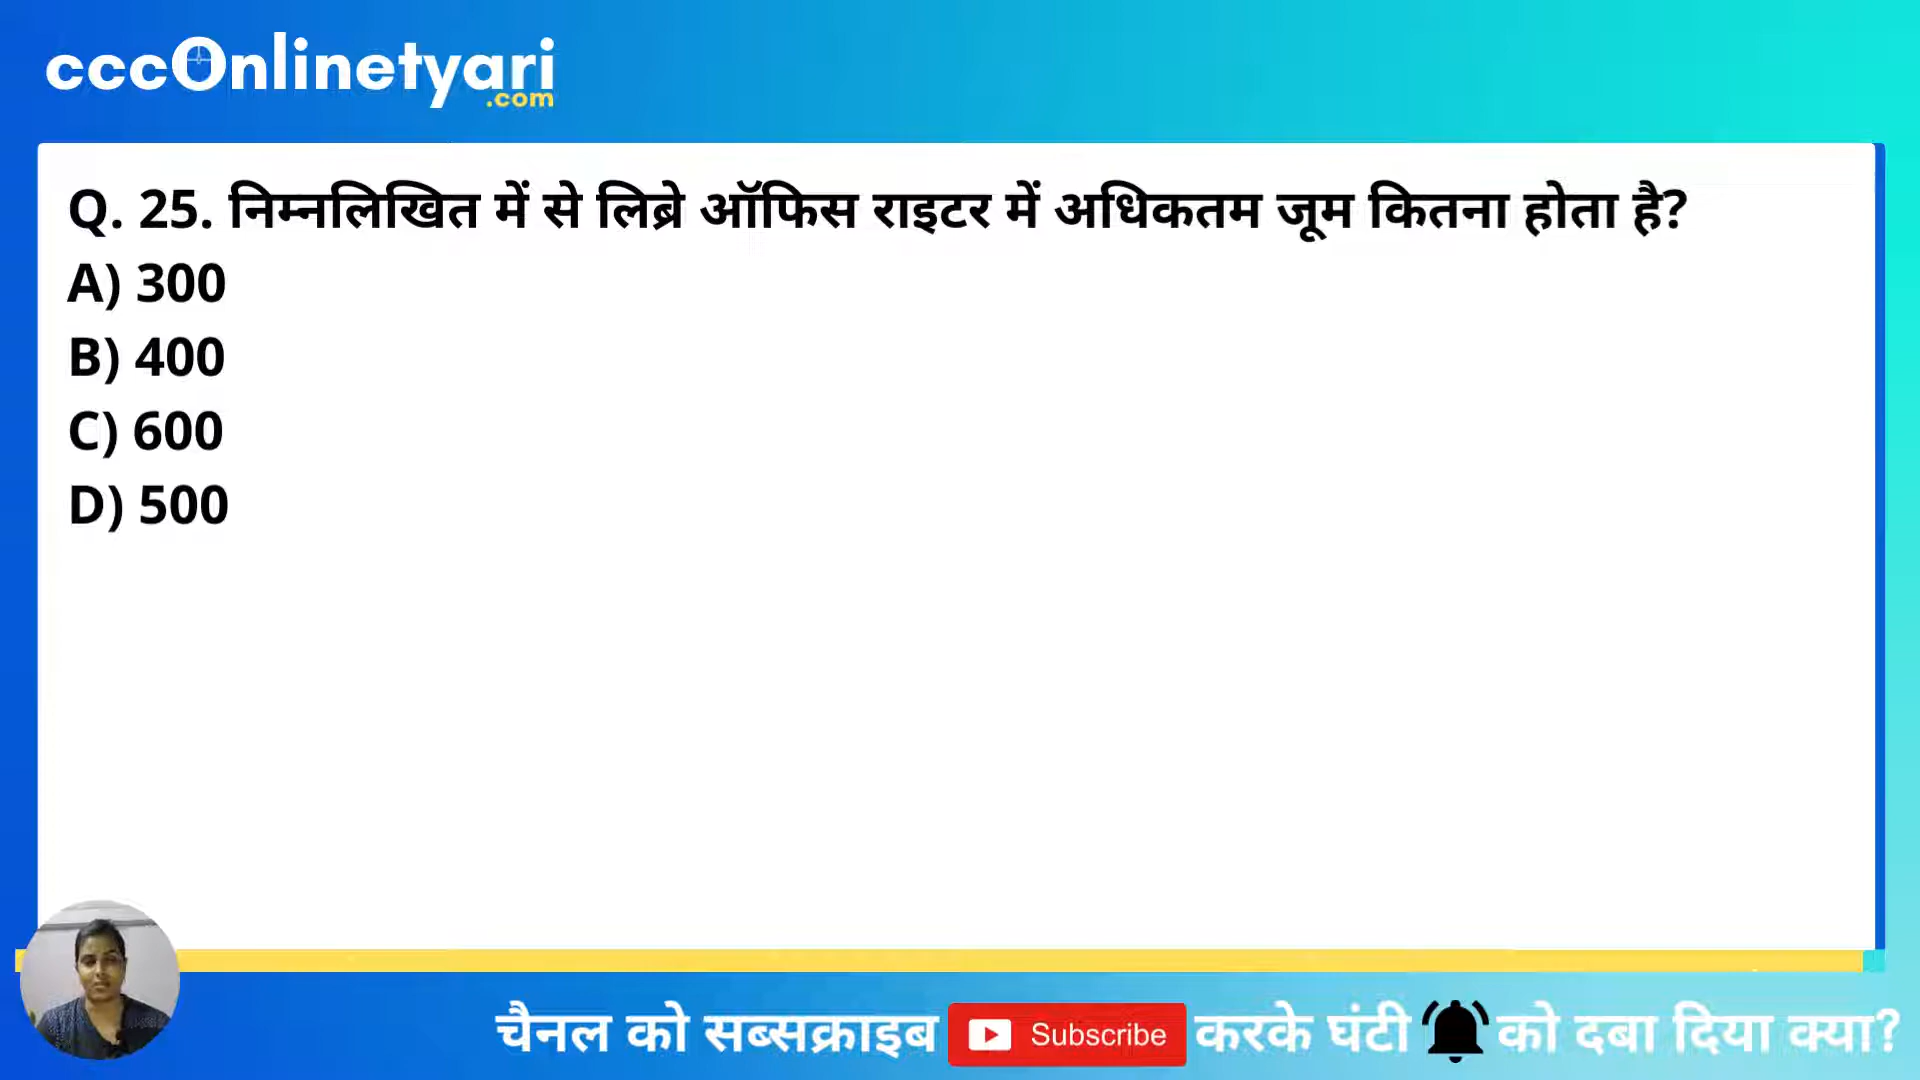 cccOnlinetyari
.com
Q. 25. निम्नलिखित में से लिब्रे ऑफिस राइटर में अधिकतम जूम कितना होता है?
A) 300
B) 400
C) 600
D) 500
चैनल को सब्सक्राइब Subscribe करके घंटी को दबा दिया क्या?